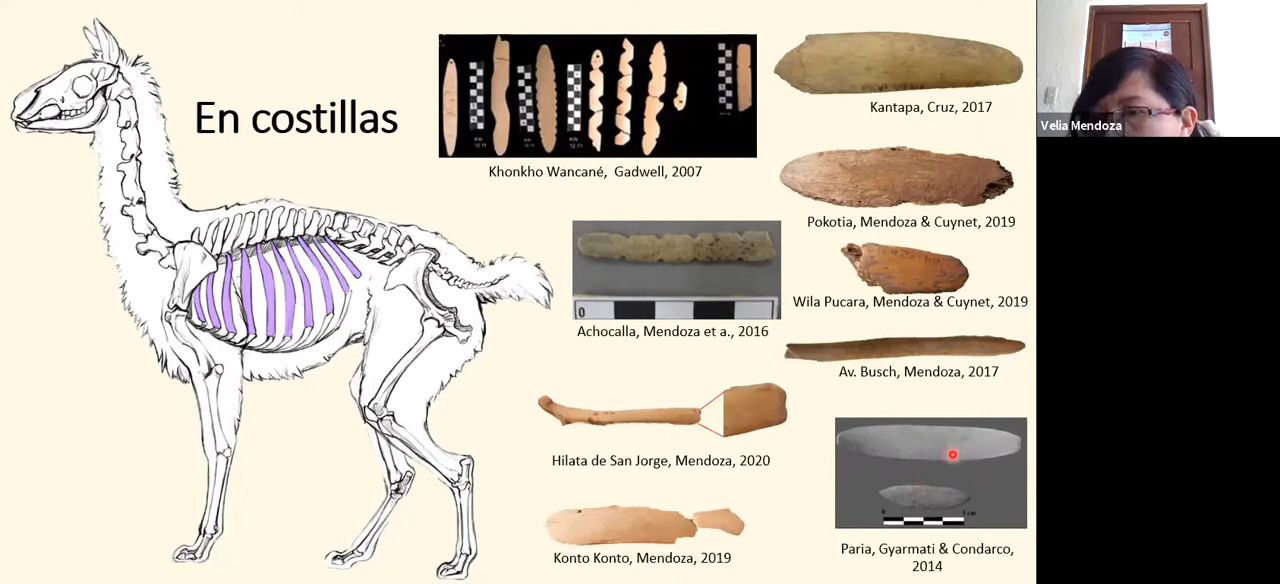 En costillas
Khonkho Wancané, Gadwell, 2007
Kantapa, Cruz, 2017
Velia Mendoza
Pokotia, Mendoza & Cuynet, 2019
Wila Pucara, Mendoza & Cuynet, 2019
0
Achocalla, Mendoza et a., 2016
Av. Busch, Mendoza, 2017
Hilata de San Jorge, Mendoza, 2020
Konto Konto, Mendoza, 2019
Paria, Gyarmati & Condarco,
2014